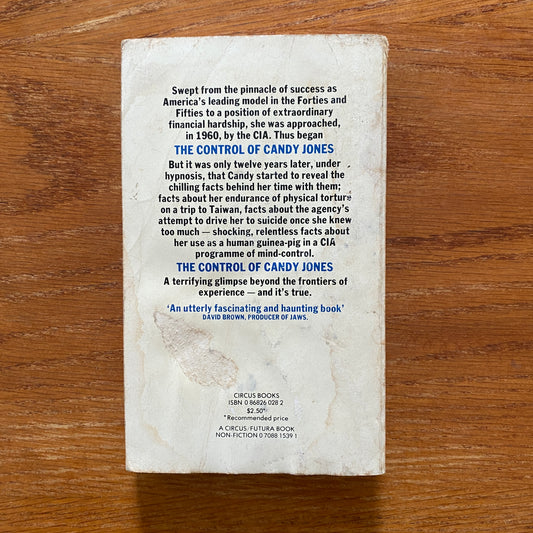 Swept from the pinnacle of success as
America's leading model in the Forties and
Fifties to a position of extraordinary
financial hardship, she was approached,
in 1960, by the CIA. Thus began
THE CONTROL OF CANDY JONES
But it was only twelve years later, under
hypnosis, that Candy started to reveal the
chilling facts behind her time with them;
facts about her endurance of physical torture
on a trip to Taiwan, facts about the agency's
attempt to drive her to suicide once she knew
too much — shocking, relentless facts about
her use as a human guinea-pig in a CIA
programme of mind-control.
THE CONTROL OF CANDY JONES
A terrifying glimpse beyond the frontiers of
experience — and it's true.
'An utterly fascinating and haunting book'
DAVID BROWN, PRODUCER OF JAWS.
CIRCUS BOOKS
ISBN 0 86826 028 2
$2.50*
*Recommended price
A CIRCUS/FUTURA BOOK
NON-FICTION 0 7088 1539 1